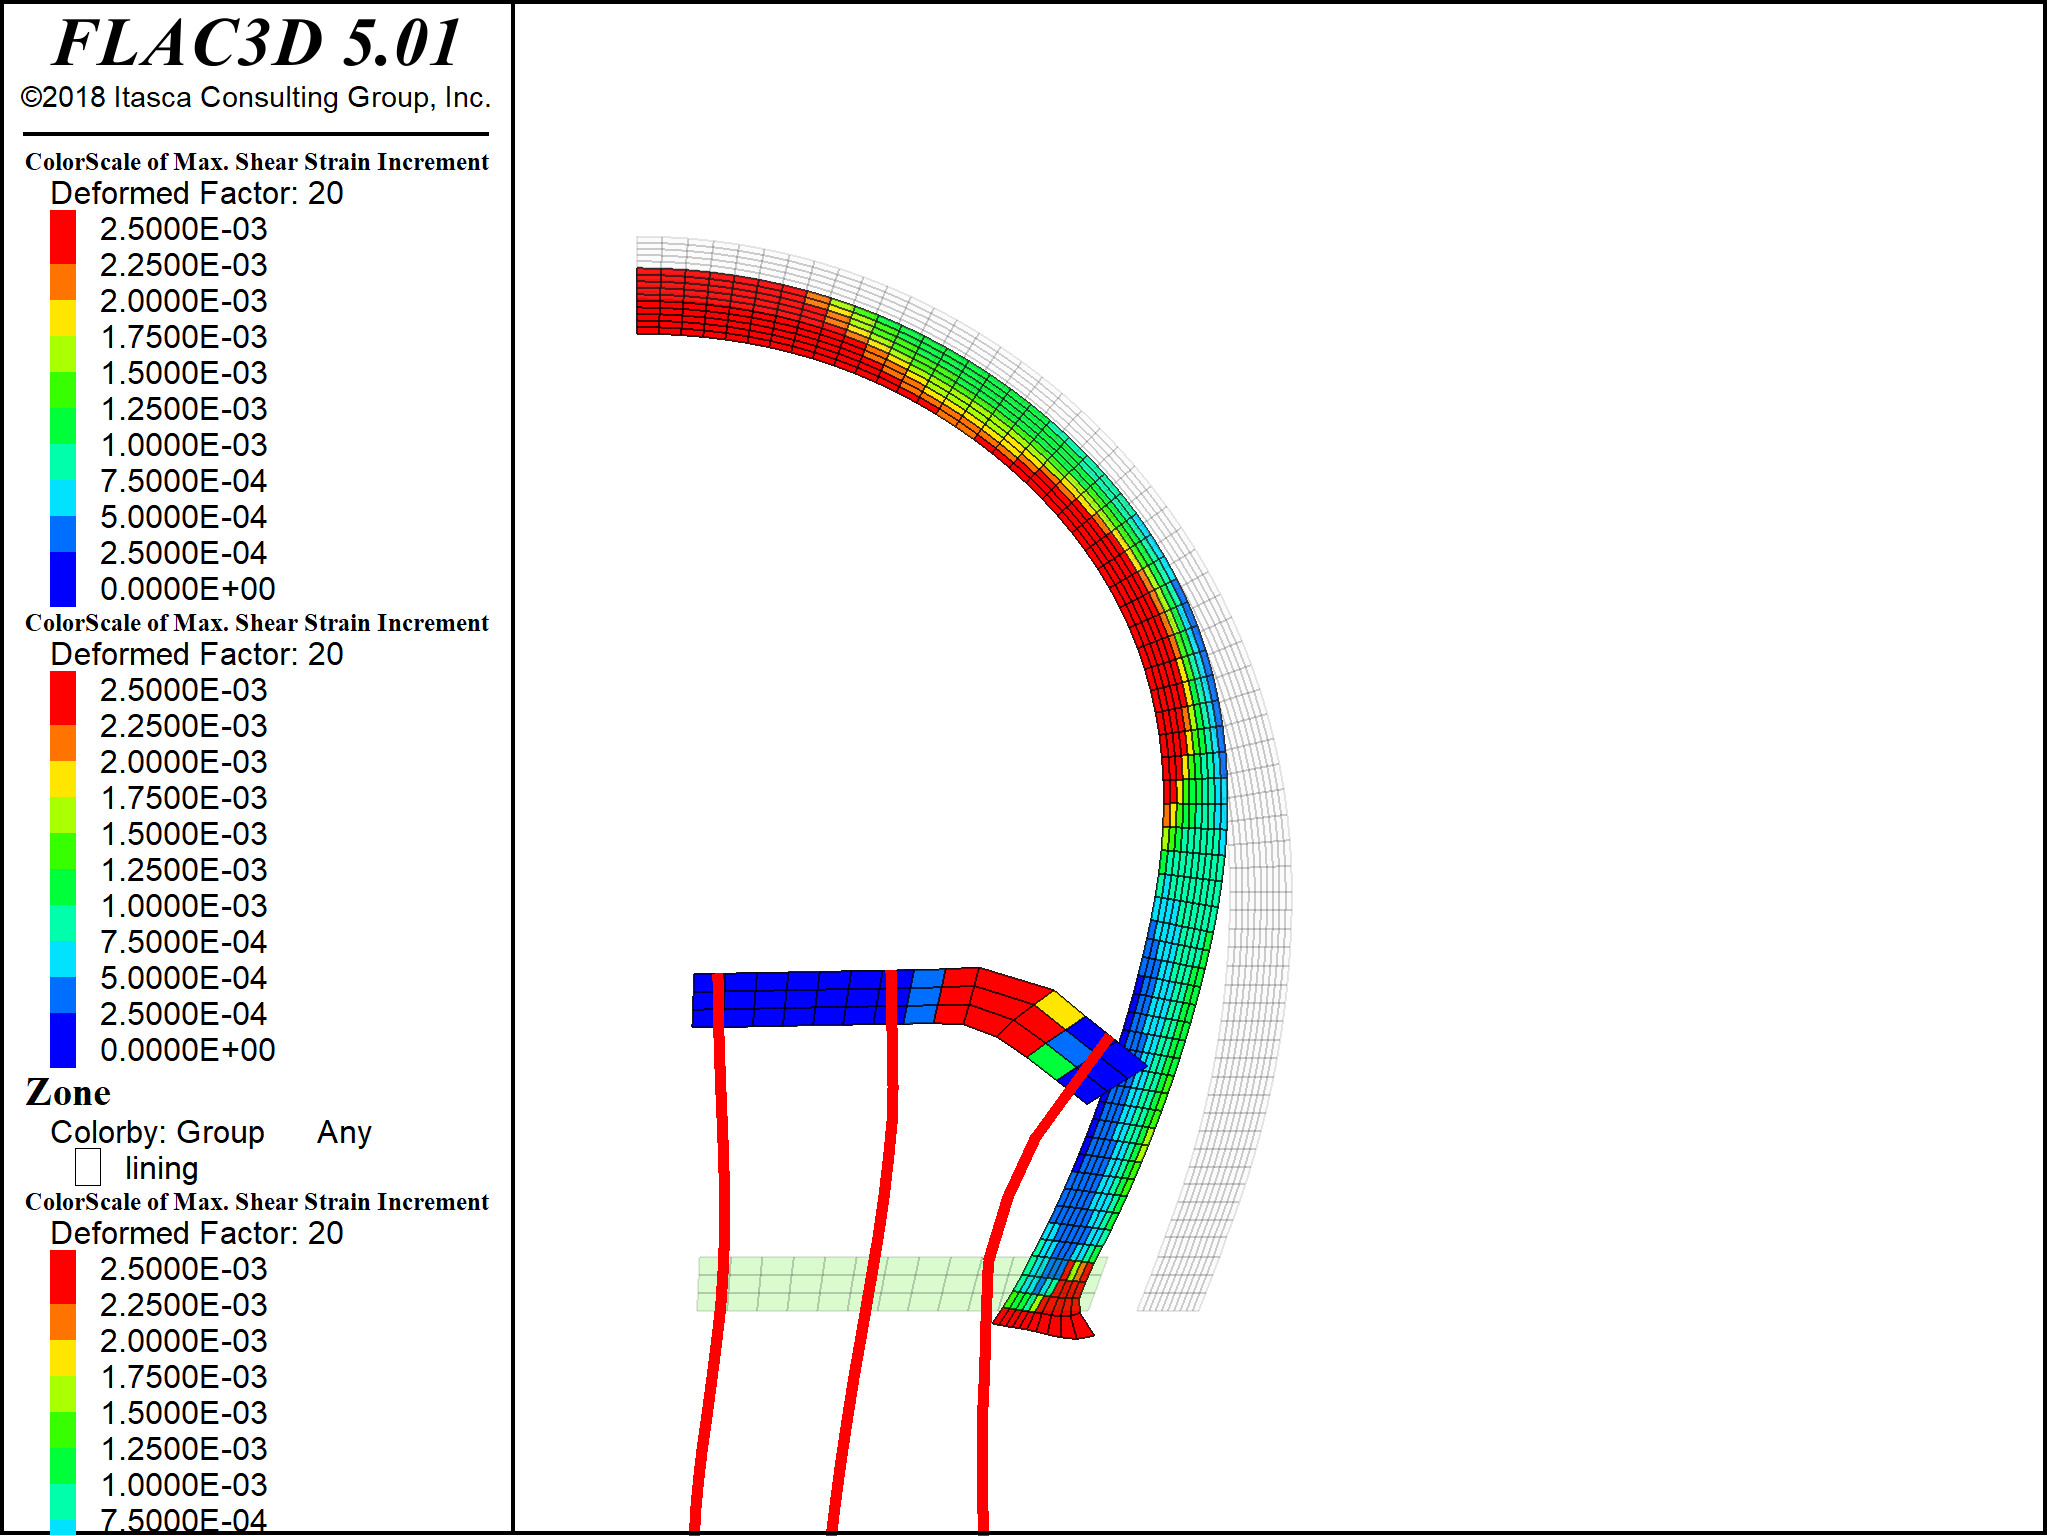 FLAC3D 5.01
©2018 Itasca Consulting Group, Inc.
ColorScale of Max. Shear Strain Increment
Deformed Factor: 20
2.5000E-03
2.2500E-03
2.0000E-03
1.7500E-03
1.5000E-03
1.2500E-03
1.0000E-03
7.5000E-04
5.0000E-04
2.5000E-04
0.0000E+00
ColorScale of Max. Shear Strain Increment
Deformed Factor: 20
2.5000E-03
2.2500E-03
2.0000E-03
1.7500E-03
1.5000E-03
1.2500E-03
1.0000E-03
7.5000E-04
5.0000E-04
2.5000E-04
0.0000E+00
Zone
Colorby: Group Any
lining
ColorScale of Max. Shear Strain Increment
Deformed Factor: 20
2.5000E-03
2.2500E-03
2.0000E-03
1.7500E-03
1.5000E-03
1.2500E-03
1.0000E-03
7.5000E-04